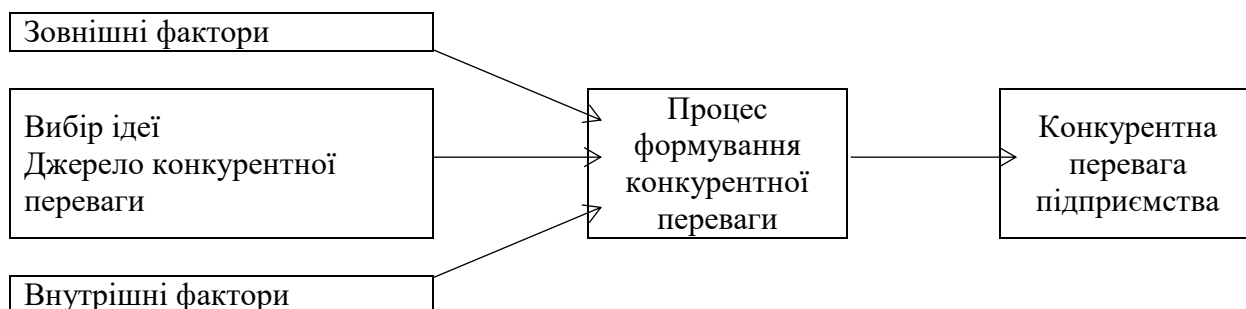 Зовнішні фактори
Вибір ідеї
Джерело конкурентної
переваги
Процес
формування
конкурентної
переваги
Конкурентна
перевага
підприємства
Внутрішні фактори